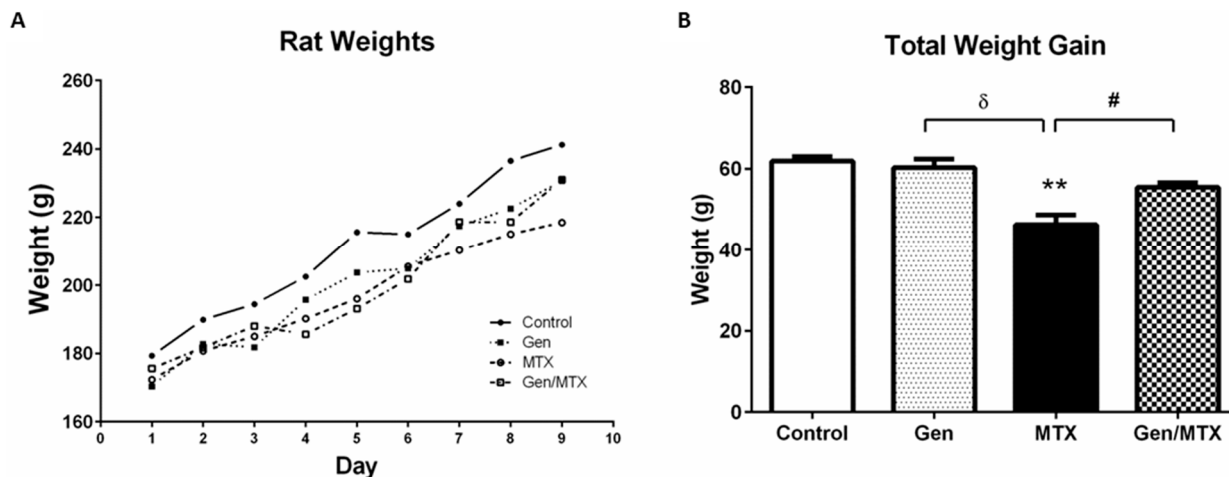 A
Rat Weights
Weight (g)
260
240
220
200
180
160
0 1 2 3 4 5 6 7 8 9 10
Day
Control
Gen
MTX
Gen/MTX
B
Total Weight Gain
Weight (g)
80
60
40
20
0
δ
#
**
Control Gen MTX Gen/MTX